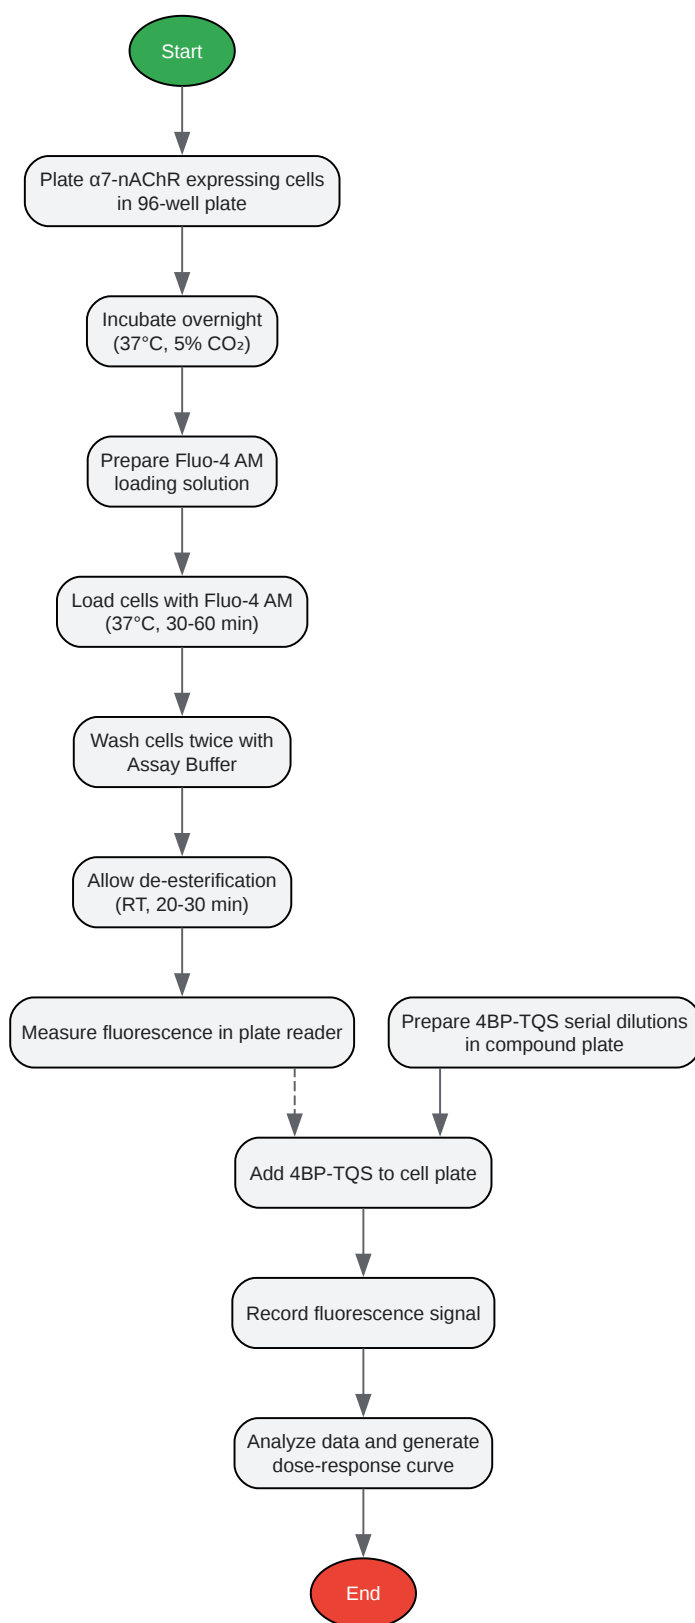 Start
Plate α7-nAChR expressing cells
in 96-well plate
Incubate overnight
(37°C, 5% CO₂)
Prepare Fluo-4 AM
loading solution
Load cells with Fluo-4 AM
(37°C, 30-60 min)
Wash cells twice with
Assay Buffer
Allow de-esterification
(RT, 20-30 min)
Measure fluorescence in plate reader
Prepare 4BP-TQS serial dilutions
in compound plate
Add 4BP-TQS to cell plate
Record fluorescence signal
Analyze data and generate
dose-response curve
End